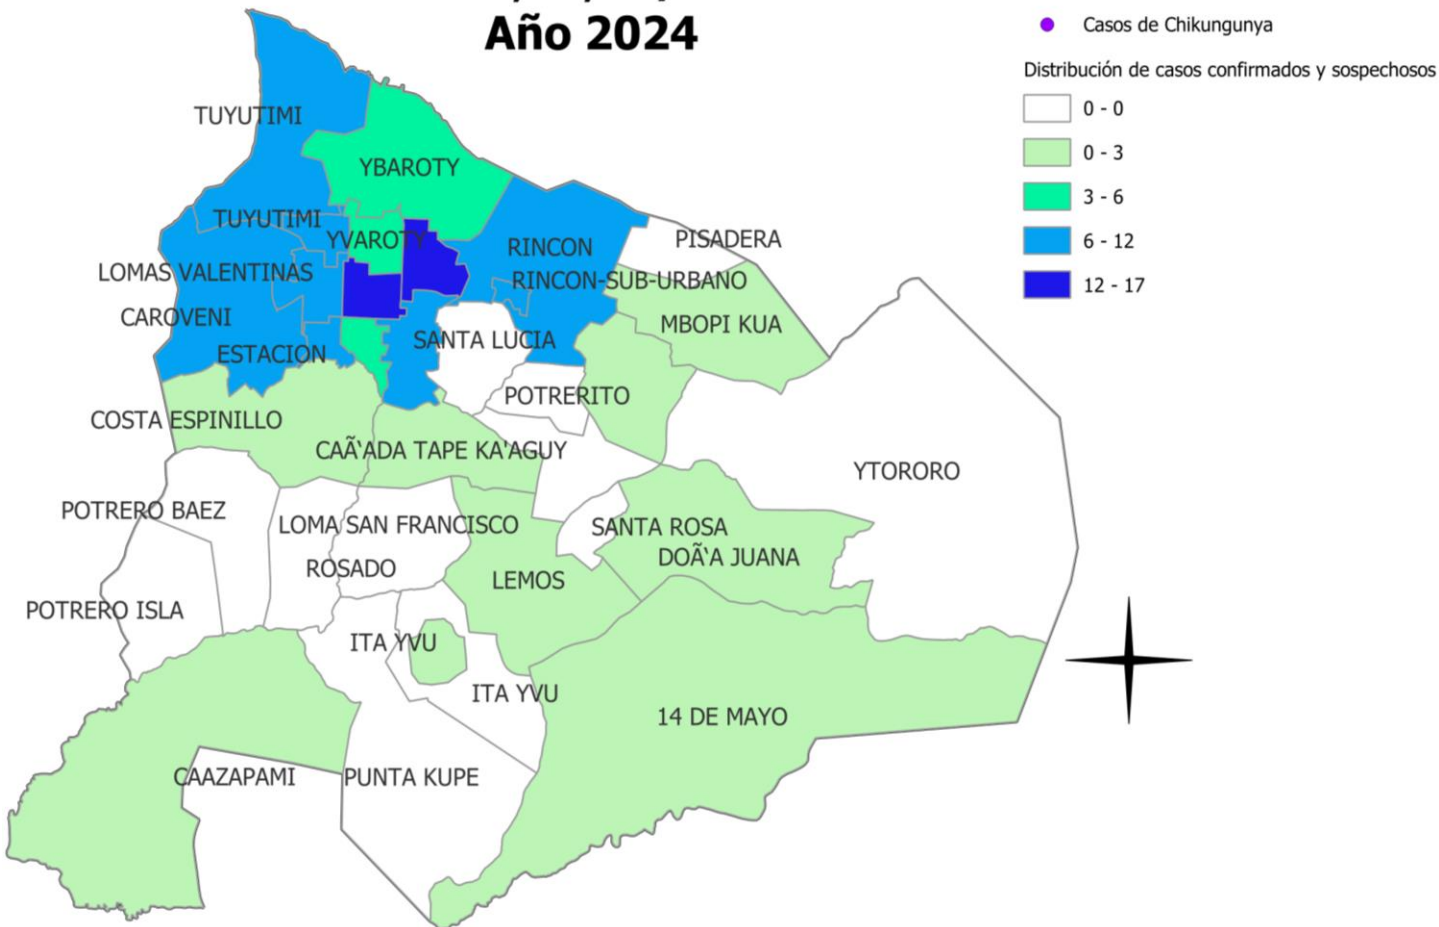 Año 2024
Casos de Chikungunya
Distribución de casos confirmados y sospechosos
0 - 0
0 - 3
3 - 6
6 - 12
12 - 17
TUYUTIMI
YBAROTY
TUYUTIMI
YVAROTY
RINCON
PISADERA
LOMAS VALENTINAS
RINCON-SUB-URBANO
CAROVENI
MBOPI KUA
ESTACION
SANTA LUCIA
POTRERITO
COSTA ESPINILLO
CAÃ‘ADA TAPE KA'AGUY
YTORORO
POTRERO BAEZ
LOMA SAN FRANCISCO
SANTA ROSA
DOÃ‘A JUANA
ROSADO
LEMOS
POTRERO ISLA
ITA YVU
ITA YVU
14 DE MAYO
CAAZAPAMI
PUNTA KUPE